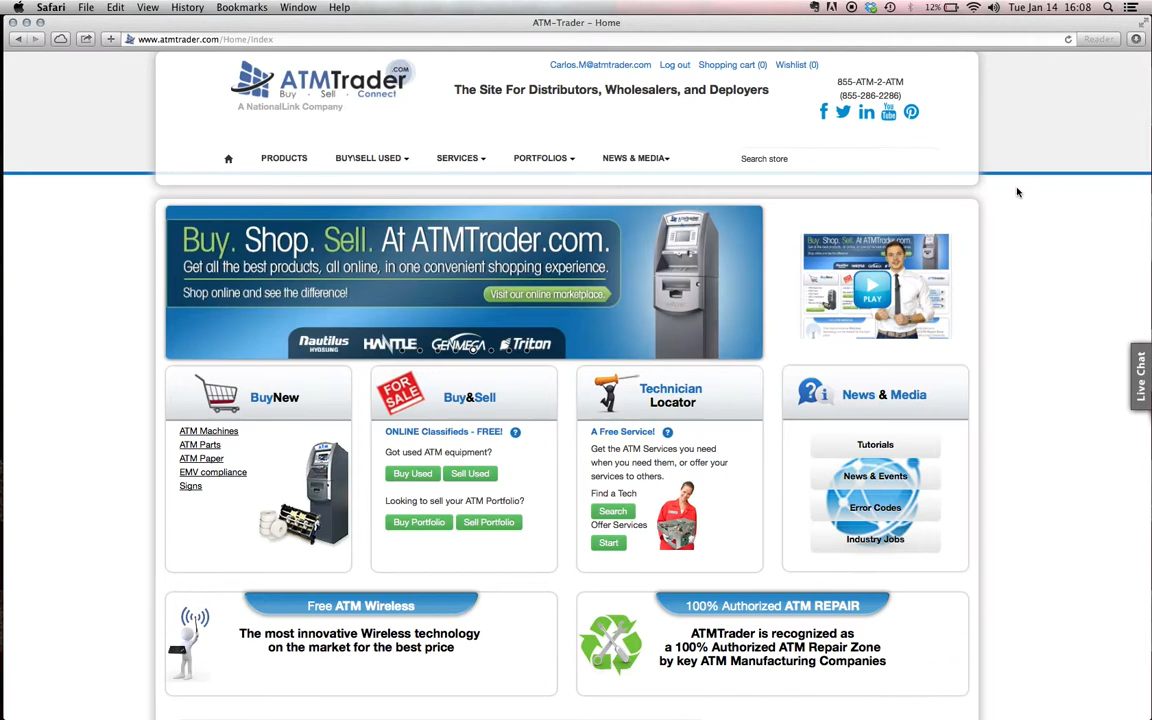 Safari File Edit View History Bookmarks Window Help 12% Tue Jan 14 16:08
ATM-Trader - Home
www.atmtrader.com/Home/Index Reader
Carlos.M@atmtrader.com Log out Shopping cart (0) Wishlist (0)
ATMTrader .COM
Buy · Sell · Connect
A NationalLink Company
The Site For Distributors, Wholesalers, and Deployers
855-ATM-2-ATM
(855-286-2286)
You Tube
PRODUCTS BUY\SELL USED SERVICES PORTFOLIOS NEWS & MEDIA Search store
Buy. Shop. Sell. At ATMTrader.com.
Get all the best products, all online, in one convenient shopping experience.
Shop online and see the difference!
Visit our online marketplace.
Nautilus HYOSUNG HANTLE GENMEGA Triton
PLAY
Live Chat
BuyNew
ATM Machines
ATM Parts
ATM Paper
EMV compliance
Signs
FOR SALE
Buy&Sell
ONLINE Classifieds - FREE! ?
Got used ATM equipment?
Buy Used Sell Used
Looking to sell your ATM Portfolio?
Buy Portfolio Sell Portfolio
Technician
Locator
A Free Service! ?
Get the ATM Services you need
when you need them, or offer your
services to others.
Find a Tech
Search
Offer Services
Start
News & Media
Tutorials
News & Events
Error Codes
Industry Jobs
Free ATM Wireless
The most innovative Wireless technology
on the market for the best price
100% Authorized ATM REPAIR
ATMTrader is recognized as
a 100% Authorized ATM Repair Zone
by key ATM Manufacturing Companies